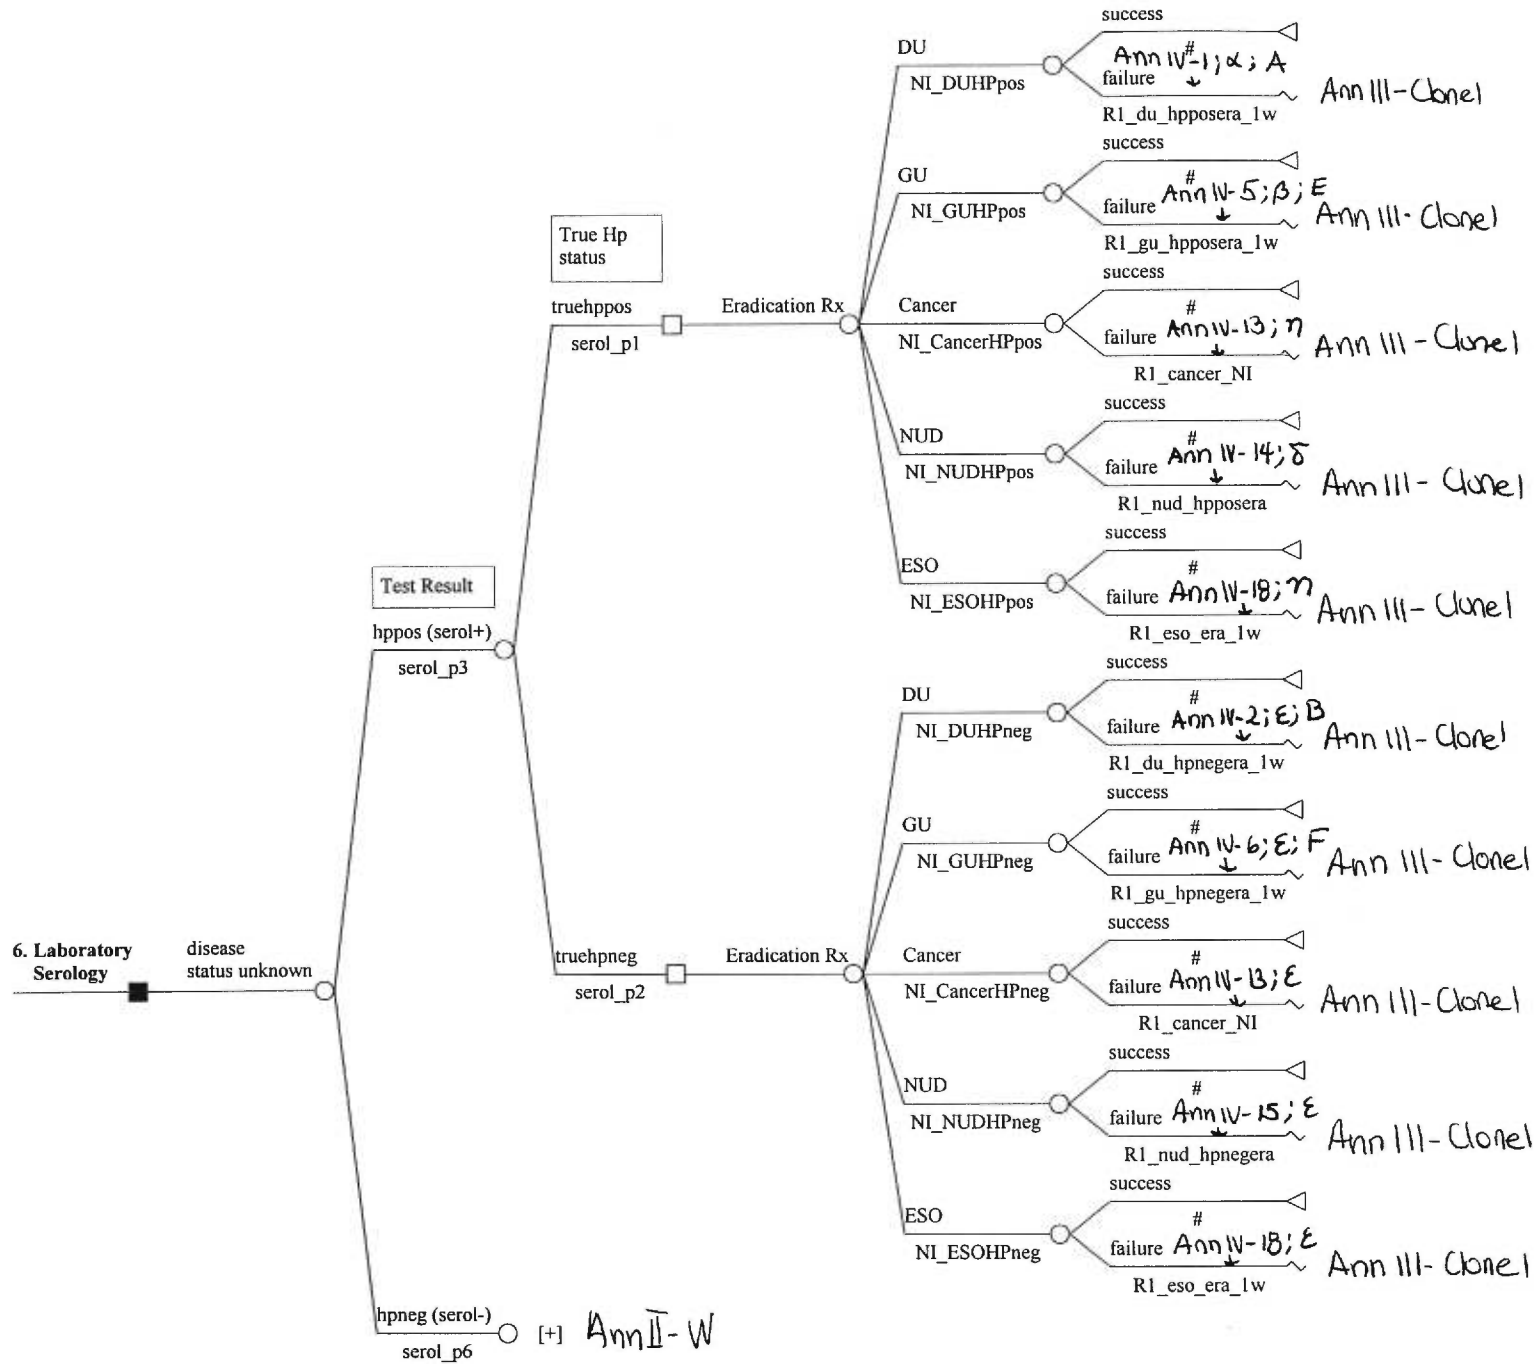 success
DU
#
Ann IV-1; α; A
failure
NI_DUHPpos
Ann III-Clone1
R1_du_hpposera_1w
success
GU
#
failure Ann IV-5; β; E
NI_GUHPpos
Ann III-Clone1
R1_gu_hpposera_1w
True Hp
status
success
truehppos
Eradication Rx
Cancer
#
failure Ann IV-13; η
serol_p1
NI_CancerHPpos
Ann III-Clone1
R1_cancer_NI
success
NUD
#
failure Ann IV-14; δ
NI_NUDHPpos
Ann III-Clone1
R1_nud_hpposera
success
ESO
#
Test Result
failure Ann IV-18; η
NI_ESOHPpos
Ann III-Clone1
R1_eso_era_1w
hppos (serol+)
serol_p3
success
DU
#
failure Ann IV-2; ε; B
NI_DUHPneg
Ann III-Clone1
R1_du_hpnegera_1w
success
GU
#
failure Ann IV-6; ε; F
NI_GUHPneg
Ann III-Clone1
R1_gu_hpnegera_1w
success
6. Laboratory
Serology
disease
status unknown
truehpneg
Eradication Rx
Cancer
#
failure Ann IV-13; ε
serol_p2
NI_CancerHPneg
Ann III-Clone1
R1_cancer_NI
success
NUD
#
failure Ann IV-15; ε
NI_NUDHPneg
Ann III-Clone1
R1_nud_hpnegera
success
ESO
#
failure Ann IV-18; ε
NI_ESOHPneg
Ann III-Clone1
R1_eso_era_1w
hpneg (serol-)
[+] Ann II-W
serol_p6